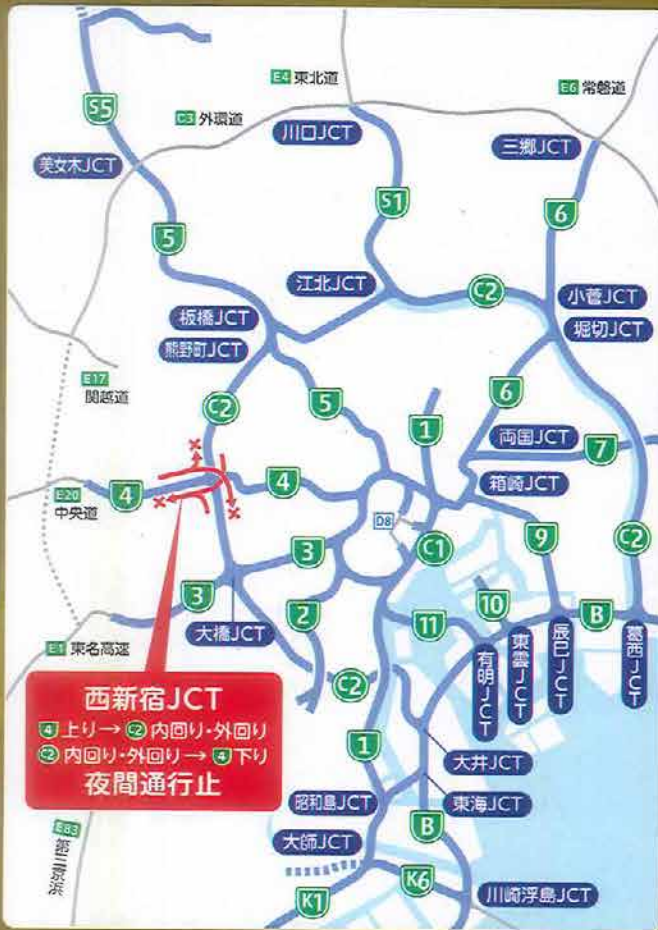 E4 東北道
E6 常磐道
S5
C3 外環道
川口JCT
三郷JCT
美女木JCT
S1
6
5
江北JCT
C2
小菅JCT
板橋JCT
堀切JCT
熊野町JCT
E17
関越道
C2
5
6
1
両国JCT
7
4
4
箱崎JCT
E20
中央道
D8
C1
9
C2
3
3
2
10
11
B
E1 東名高速
大橋JCT
有明JCT
東雲JCT
辰巳JCT
葛西JCT
C2
西新宿JCT
4 上り→C2 内回り・外回り
C2 内回り・外回り→4 下り
夜間通行止
1
大井JCT
昭和島JCT
東海JCT
E83
第三京浜
大師JCT
B
K6
K1
川崎浮島JCT